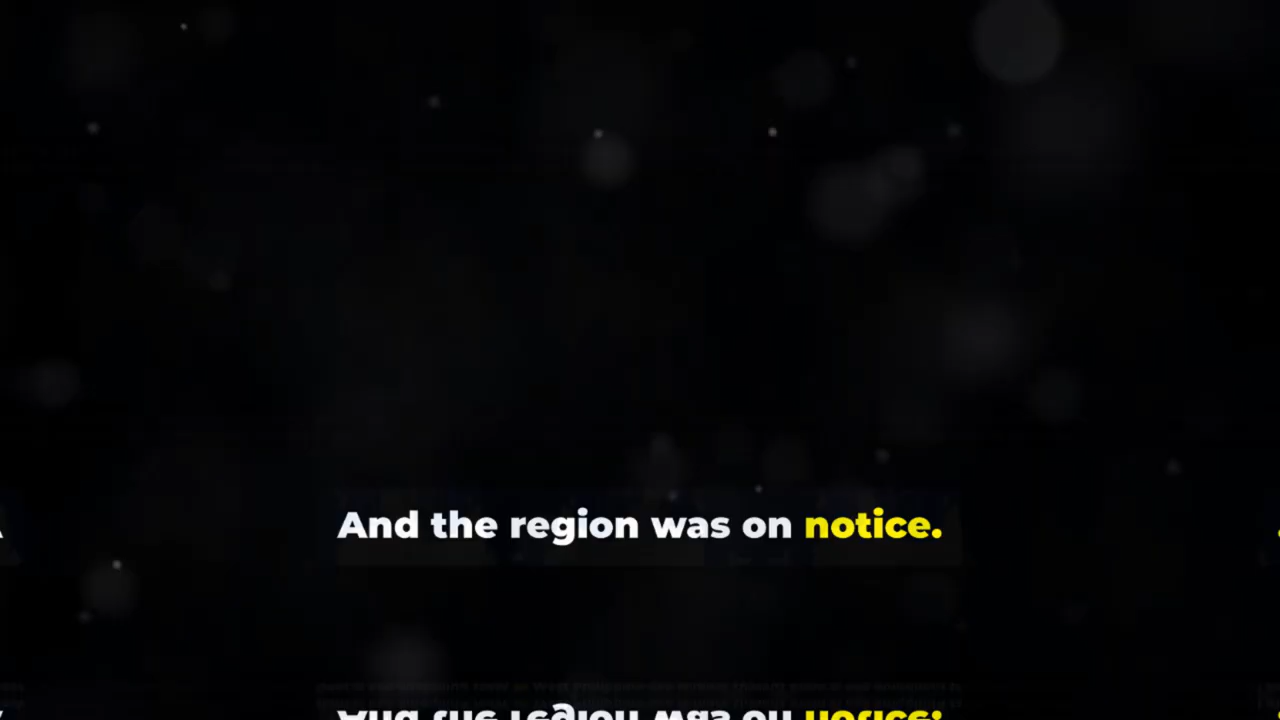 And the region was on notice.